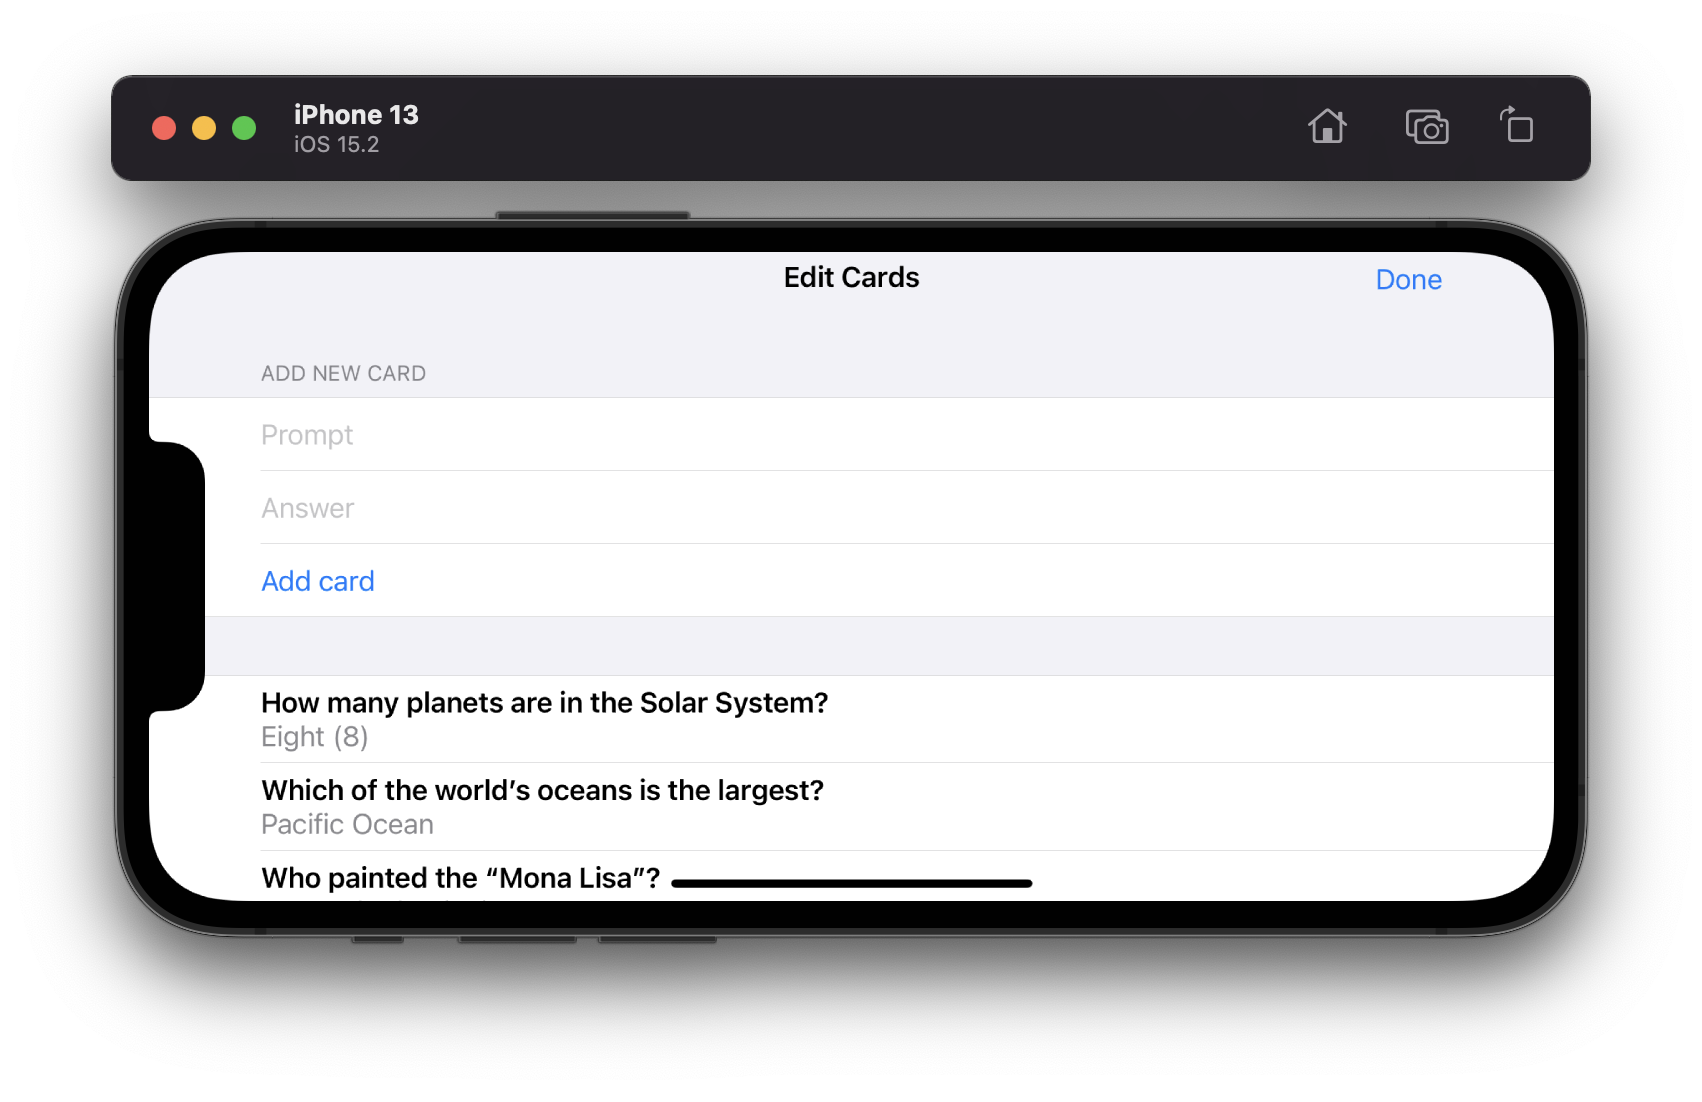 iPhone 13
iOS 15.2
Edit Cards
Done
ADD NEW CARD
Prompt
Answer
Add card
How many planets are in the Solar System?
Eight (8)
Which of the world’s oceans is the largest?
Pacific Ocean
Who painted the “Mona Lisa”?